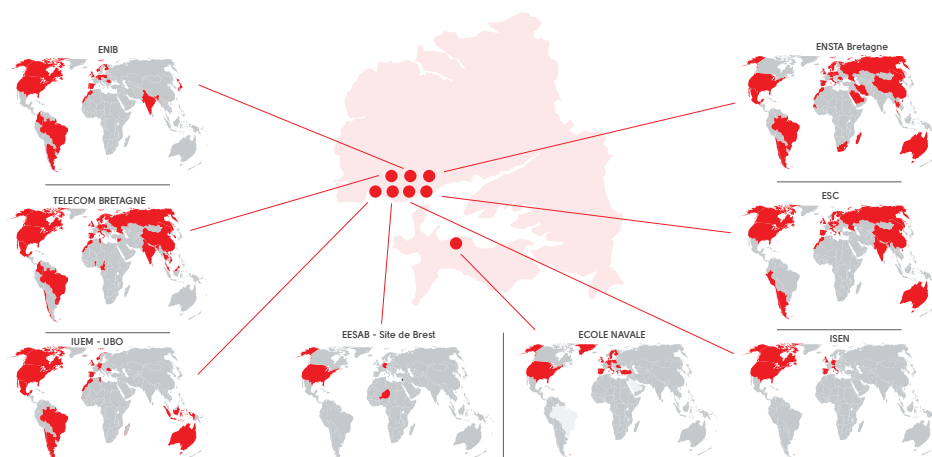 ENIB
ENSTA Bretagne
TELECOM BRETAGNE
ESC
IUEM - UBO
EESAB - Site de Brest
ECOLE NAVALE
ISEN